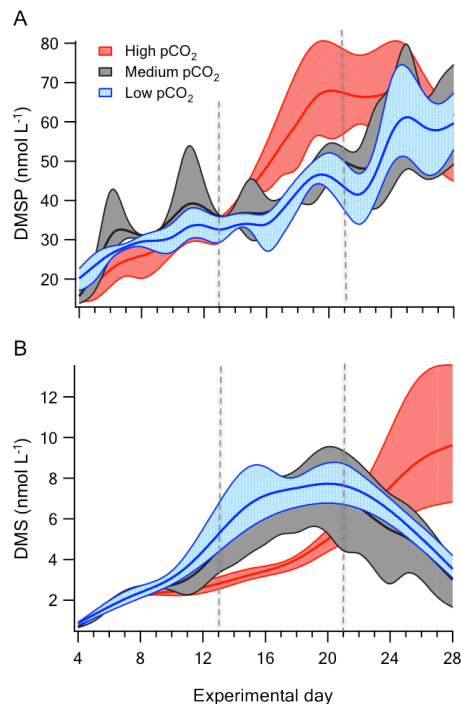 A
80
70
60
50
40
30
20
DMSP (nmol L⁻¹)
High pCO₂
Medium pCO₂
Low pCO₂
B
12
10
8
6
4
2
DMS (nmol L⁻¹)
4 8 12 16 20 24 28
Experimental day